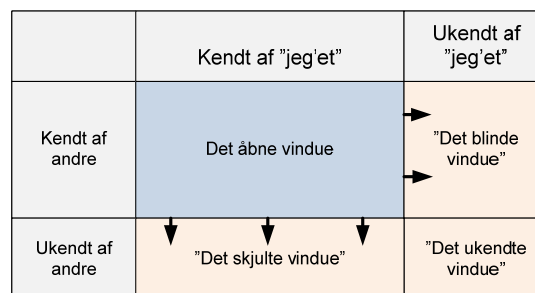 Kendt af ”jeg'et”
Ukendt af
”jeg'et”
Kendt af
andre
Det åbne vindue
”Det blinde
vindue”
Ukendt af
andre
”Det skjulte vindue”
”Det ukendte
vindue”